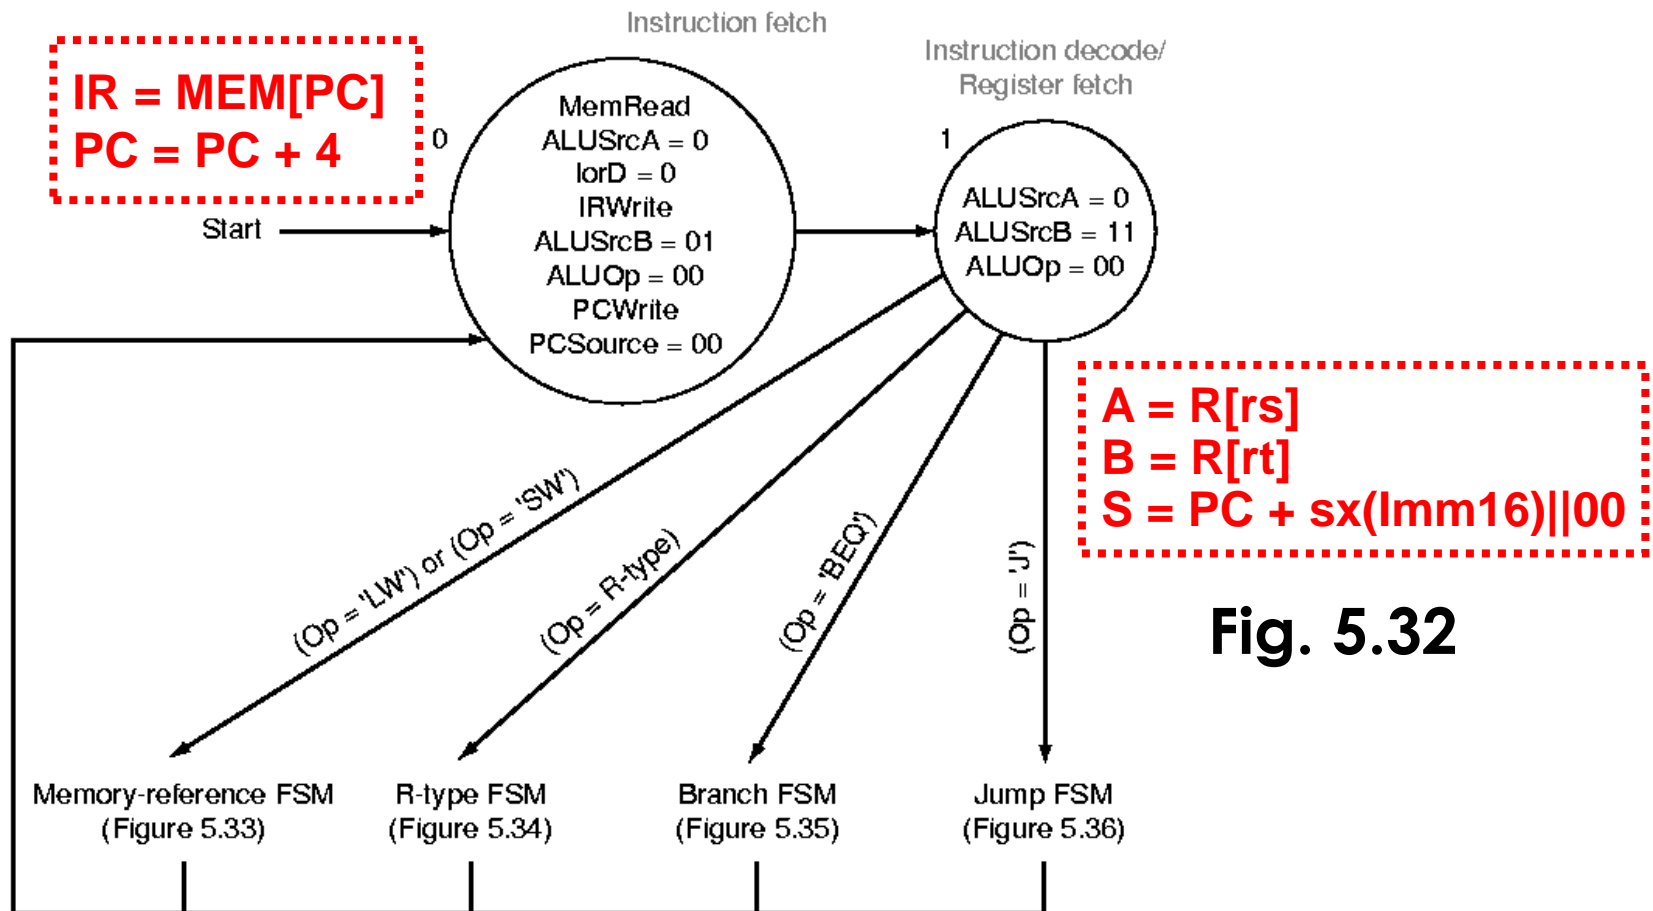 Instruction fetch
IR = MEM[PC]
PC = PC + 4
0
Start
MemRead
ALUSrcA = 0
IorD = 0
IRWrite
ALUSrcB = 01
ALUOp = 00
PCWrite
PCSource = 00
Instruction decode/
Register fetch
1
ALUSrcA = 0
ALUSrcB = 11
ALUOp = 00
A = R[rs]
B = R[rt]
S = PC + sx(Imm16)||00
(Op = 'LW') or (Op = 'SW')
(Op = R-type)
(Op = 'BEQ')
(Op = 'J')
Fig. 5.32
Memory-reference FSM
(Figure 5.33)
R-type FSM
(Figure 5.34)
Branch FSM
(Figure 5.35)
Jump FSM
(Figure 5.36)